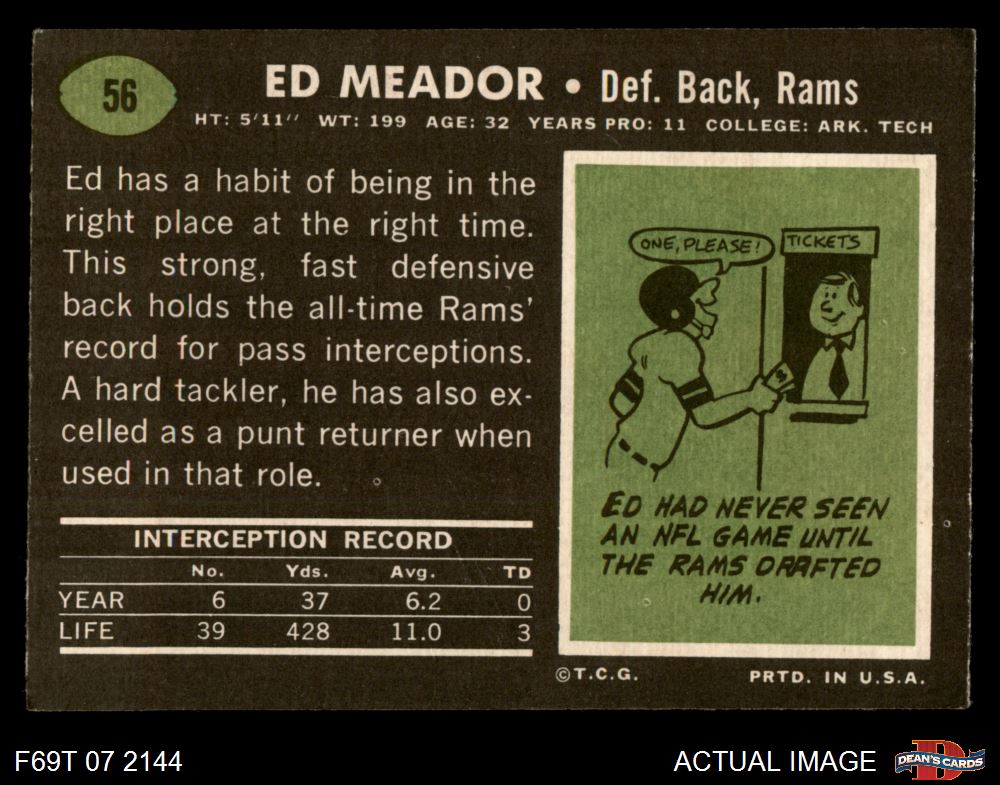 56
ED MEADOR • Def. Back, Rams
HT: 5'11" WT: 199 AGE: 32 YEARS PRO: 11 COLLEGE: ARK. TECH
Ed has a habit of being in the
right place at the right time.
This strong, fast defensive
back holds the all-time Rams'
record for pass interceptions.
A hard tackler, he has also ex-
celled as a punt returner when
used in that role.
INTERCEPTION RECORD
No. Yds. Avg. TD
YEAR 6 37 6.2 0
LIFE 39 428 11.0 3
ONE, PLEASE!
TICKETS
$
ED HAD NEVER SEEN
AN NFL GAME UNTIL
THE RAMS DRAFTED
HIM.
©T.C.G. PRTD. IN U.S.A.
F69T 07 2144
ACTUAL IMAGE
D
DEAN'S CARDS